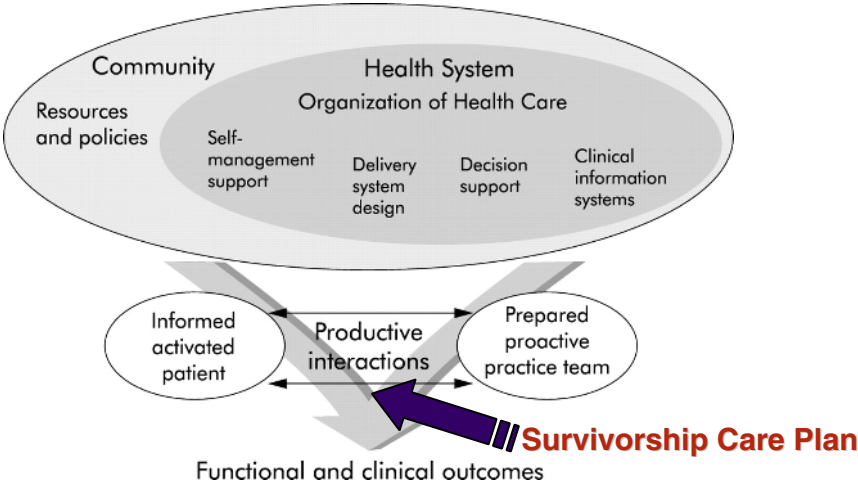 Community
Health System
Organization of Health Care
Resources
and policies
Self-
management
support
Delivery
system
design
Decision
support
Clinical
information
systems
Informed
activated
patient
Productive
interactions
Prepared
proactive
practice team
Survivorship Care Plan
Functional and clinical outcomes